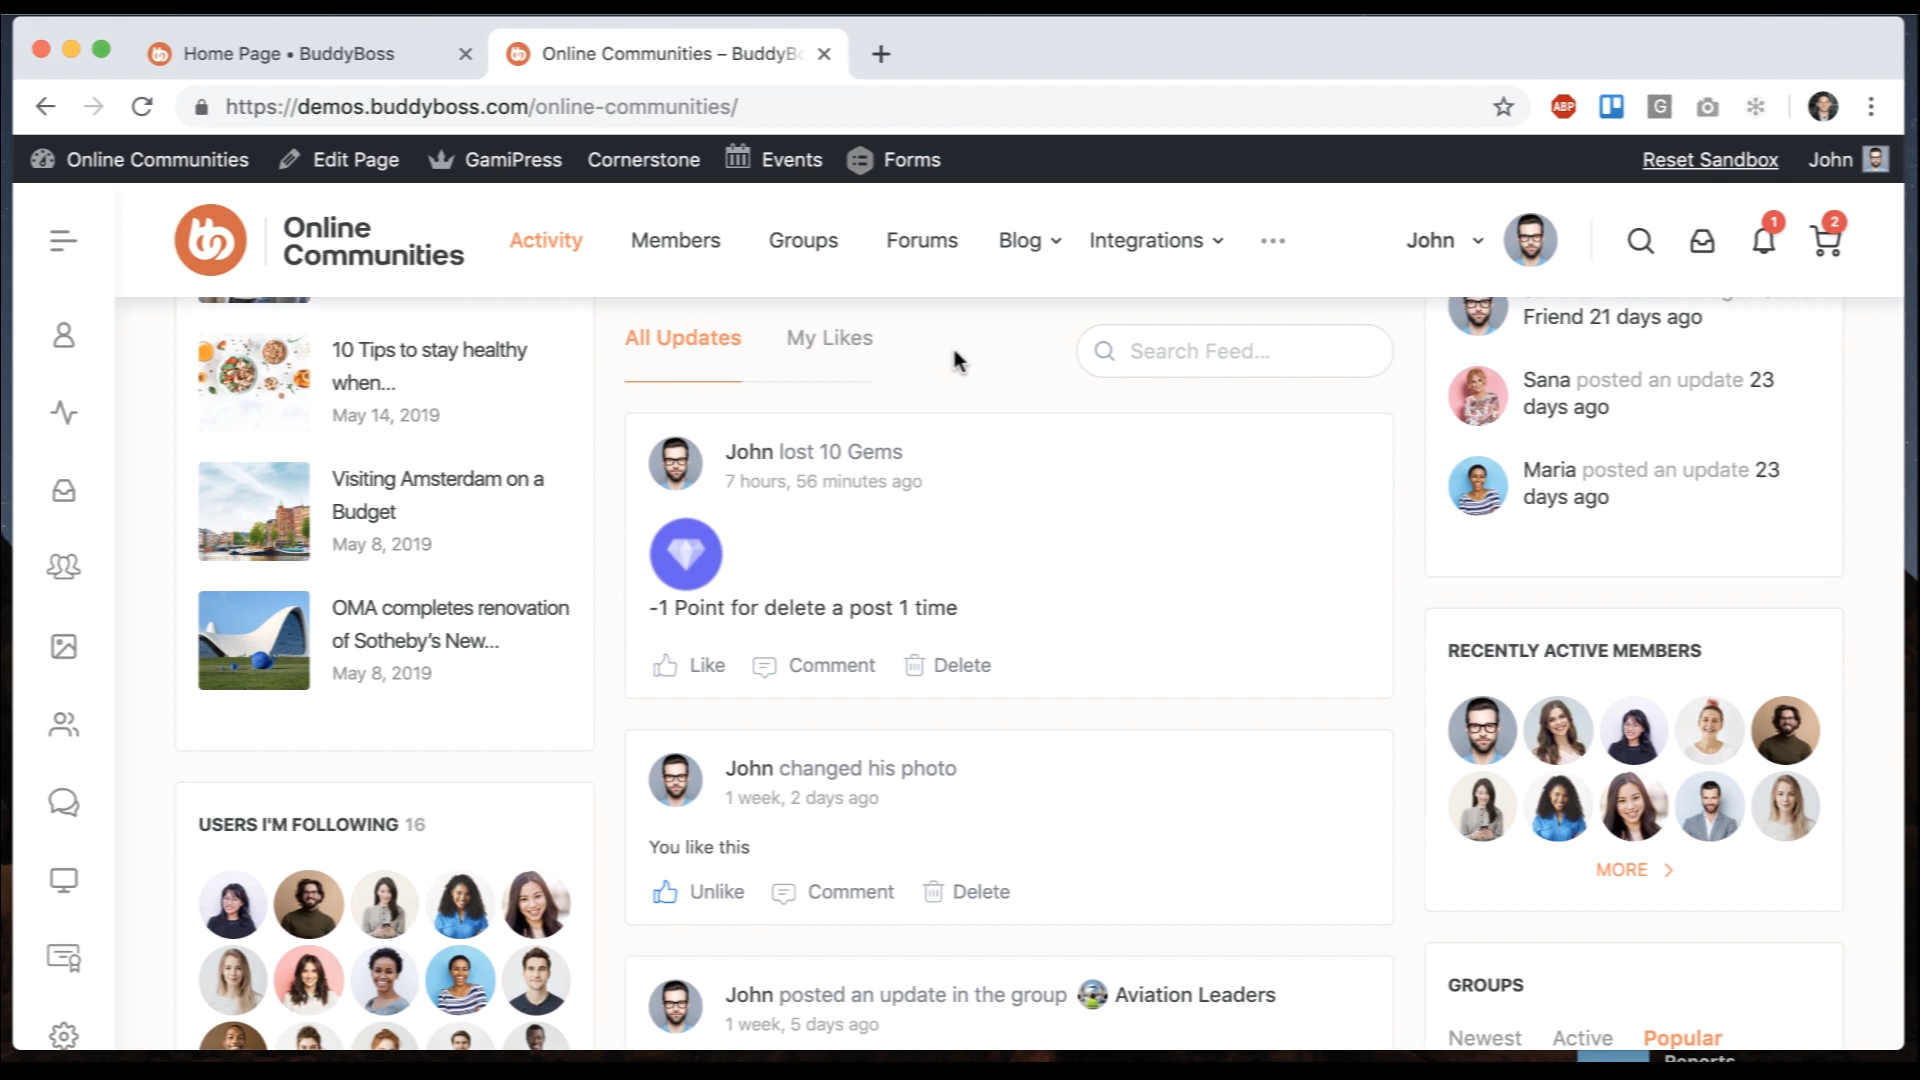 Home Page • BuddyBoss
Online Communities – BuddyBo
https://demos.buddyboss.com/online-communities/
ABP
G
Online Communities
Edit Page
GamiPress
Cornerstone
Events
Forms
Reset Sandbox
John
Online
Communities
Activity
Members
Groups
Forums
Blog
Integrations
John
1
2
10 Tips to stay healthy
when...
May 14, 2019
Visiting Amsterdam on a
Budget
May 8, 2019
OMA completes renovation
of Sotheby's New...
May 8, 2019
USERS I'M FOLLOWING 16
All Updates
My Likes
Search Feed...
John lost 10 Gems
7 hours, 56 minutes ago
-1 Point for delete a post 1 time
Like
Comment
Delete
John changed his photo
1 week, 2 days ago
You like this
Unlike
Comment
Delete
John posted an update in the group Aviation Leaders
1 week, 5 days ago
Friend 21 days ago
Sana posted an update 23
days ago
Maria posted an update 23
days ago
RECENTLY ACTIVE MEMBERS
MORE
GROUPS
Newest
Active
Popular